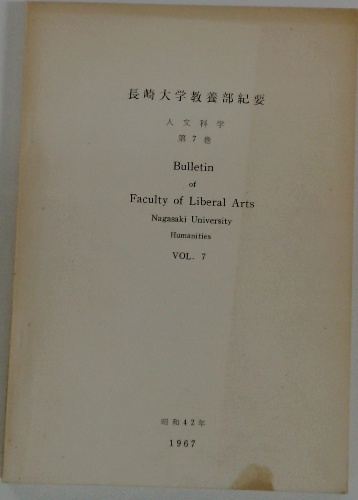 長崎大学教養部紀要
人文科学
第7巻
Bulletin
of
Faculty of Liberal Arts
Nagasaki University
Humanities
VOL. 7
昭和42年
1967